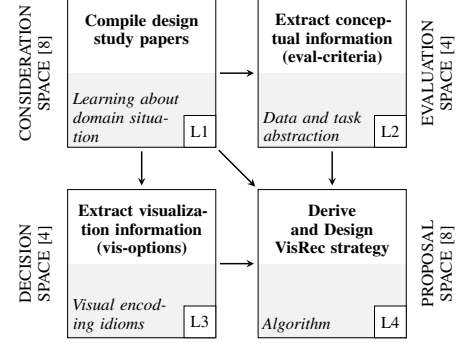 CONSIDERATION
SPACE [8]
Compile design
study papers
Learning about
domain situa-
tion
L1
Extract concep-
tual information
(eval-criteria)
Data and task
abstraction
L2
EVALUATION
SPACE [4]
DECISION
SPACE [4]
Extract visualiza-
tion information
(vis-options)
Visual encod-
ing idioms
L3
Derive
and Design
VisRec strategy
Algorithm
L4
PROPOSAL
SPACE [8]